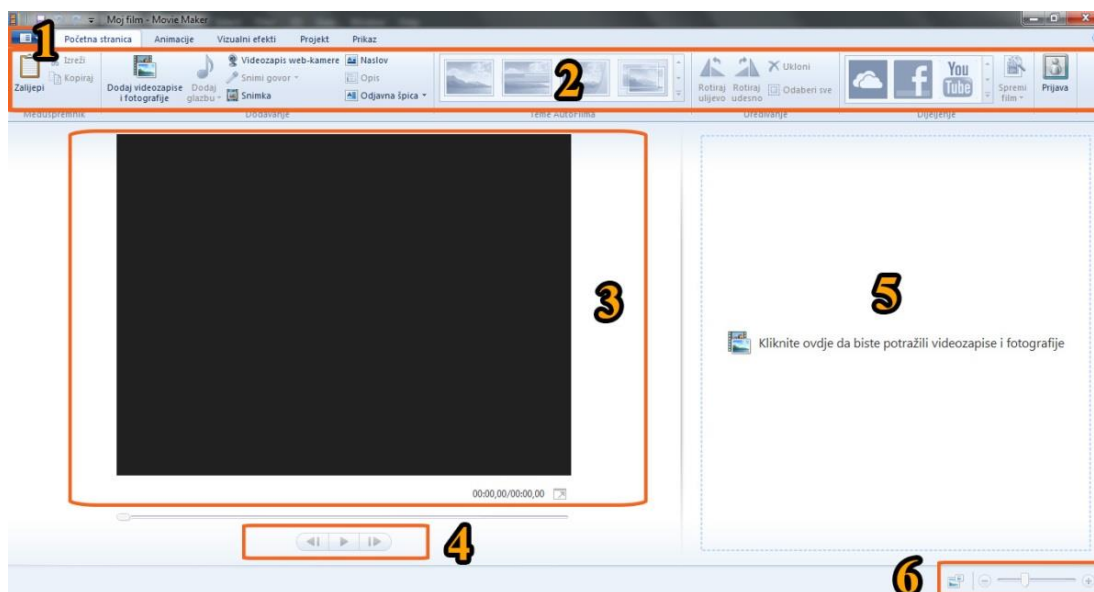 Moj film - Movie Maker
1
Početna stranica Animacije Vizualni efekti Projekt Prikaz
Zalijepi
Izreži
Kopiraj
Dodaj videozapise
i fotografije
Dodaj
glazbu
Videozapis web-kamere
Snimi govor
Snimka
Naslov
Opis
Odjavna špica
2
Rotiraj
ulijevo
Rotiraj
udesno
Ukloni
Odaberi sve
f
You
Tube
Spremi
film
Prijava
Međuspremnik Dodavanje Teme AutoFilma Uređivanje Dijeljenje
3
5
Kliknite ovdje da biste potražili videozapise i fotografije
00:00,00/00:00,00
4
6